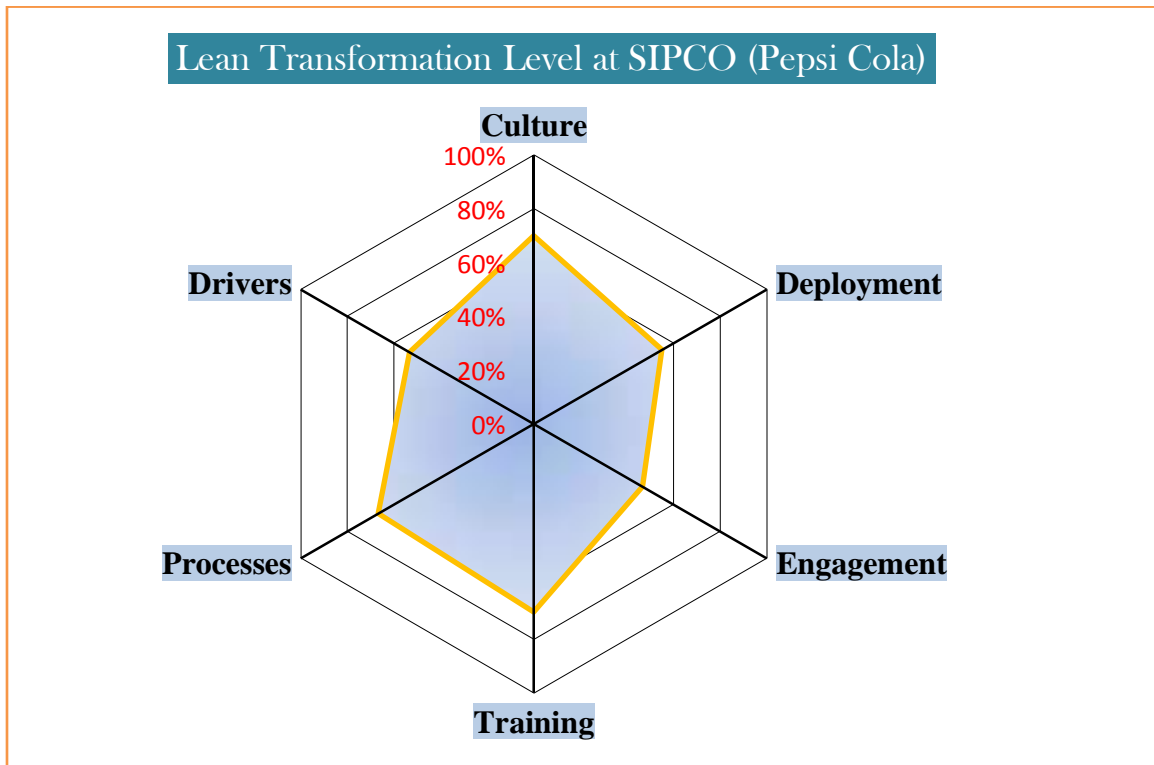 Lean Transformation Level at SIPCO (Pepsi Cola)
Culture
100%
80%
60%
40%
20%
0%
Drivers
Deployment
Processes
Engagement
Training